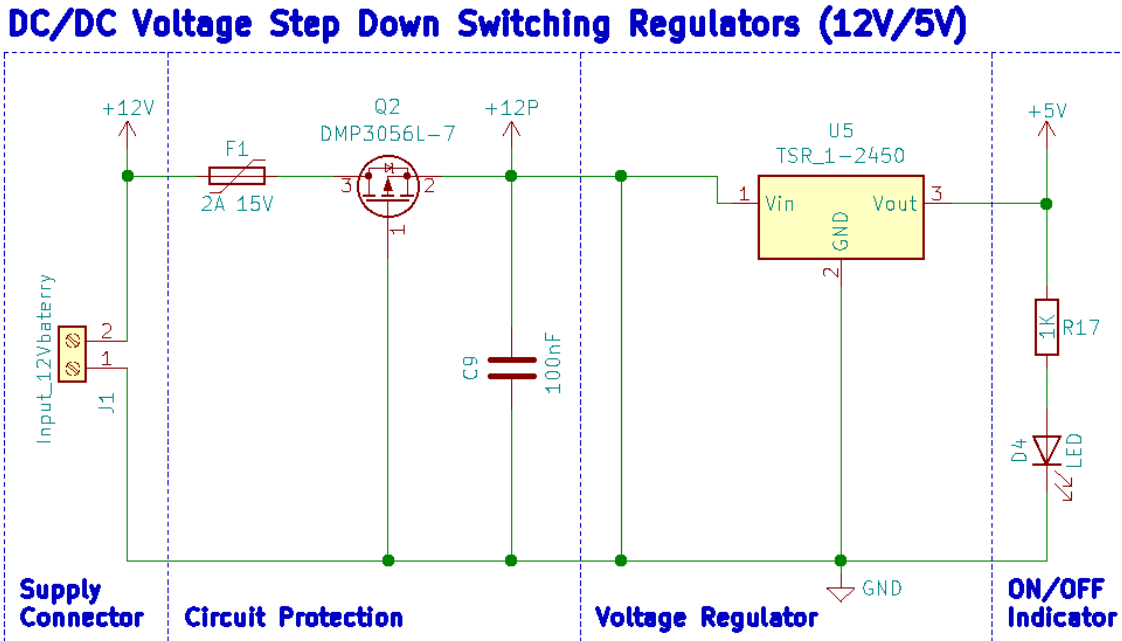 DC/DC Voltage Step Down Switching Regulators (12V/5V)
+12V
F1
2A 15V
Q2
DMP3056L-7
3
2
1
+12P
U5
TSR_1-2450
1
Vin
Vout
3
GND
2
+5V
Input_12Vbaterry
2
1
J1
C9
100nF
1K
R17
D4
LED
GND
Supply
Connector
Circuit Protection
Voltage Regulator
ON/OFF
Indicator